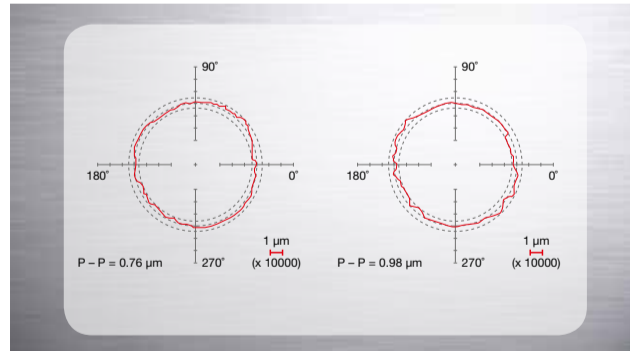 90˚
180˚
0˚
1 µm
P – P = 0.76 µm
270˚
(x 10000)
90˚
180˚
0˚
1 µm
P – P = 0.98 µm
270˚
(x 10000)